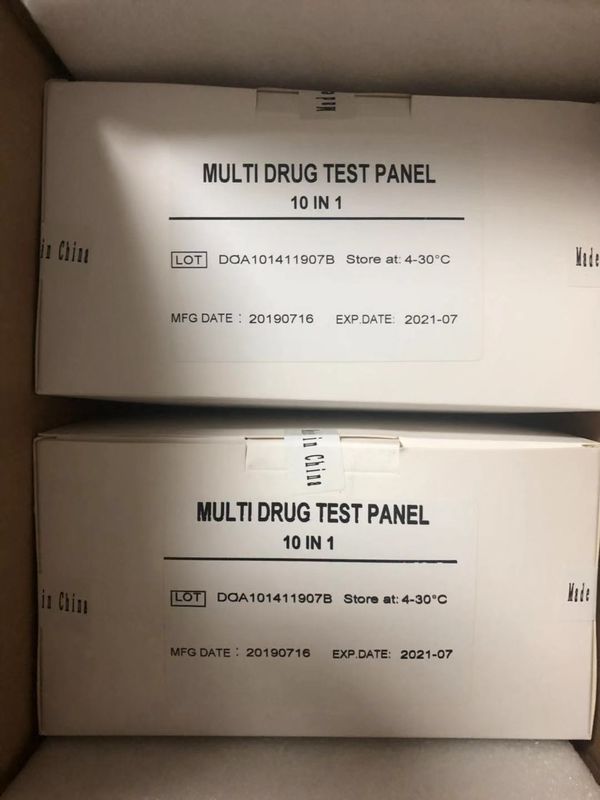 MULTI DRUG TEST PANEL
10 IN 1
in China
LOT DOA101411907B Store at: 4-30°C
Made
MFG DATE : 20190716 EXP.DATE: 2021-07
in China
MULTI DRUG TEST PANEL
10 IN 1
in China
LOT DOA101411907B Store at: 4-30°C
Made
MFG DATE : 20190716 EXP.DATE: 2021-07